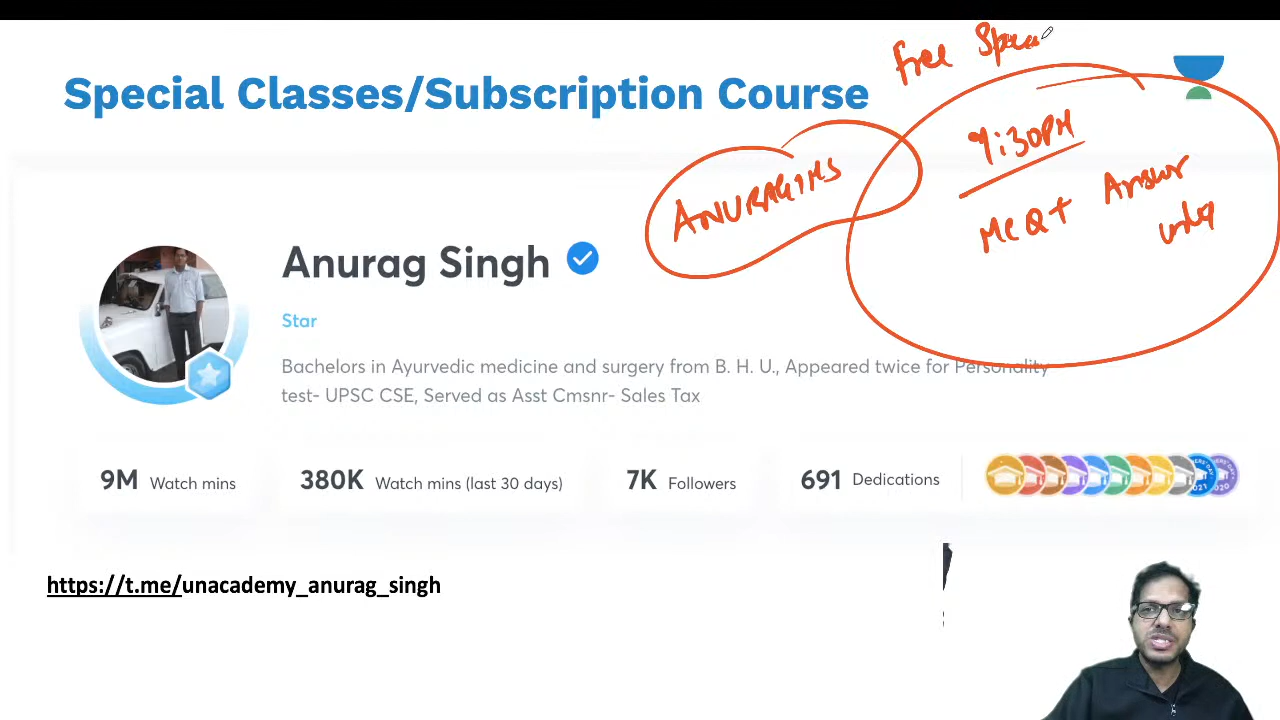 Free
Special Classes/Subscription Course
7:30PM
ANURAGIMS
MCQ+ Answer
Anurag Singh
Star
Bachelors in Ayurvedic medicine and surgery from B. H. U., Appeared twice for Personality
test- UPSC CSE, Served as Asst Cmsnr- Sales Tax
9M Watch mins 380K Watch mins (last 30 days) 7K Followers 691 Dedications
https://t.me/unacademy_anurag_singh